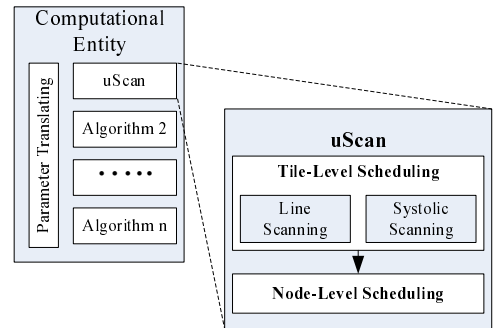 Computational
Entity
Parameter Translating
uScan
Algorithm 2
• • • • •
Algorithm n
uScan
Tile-Level Scheduling
Line
Scanning
Systolic
Scanning
Node-Level Scheduling